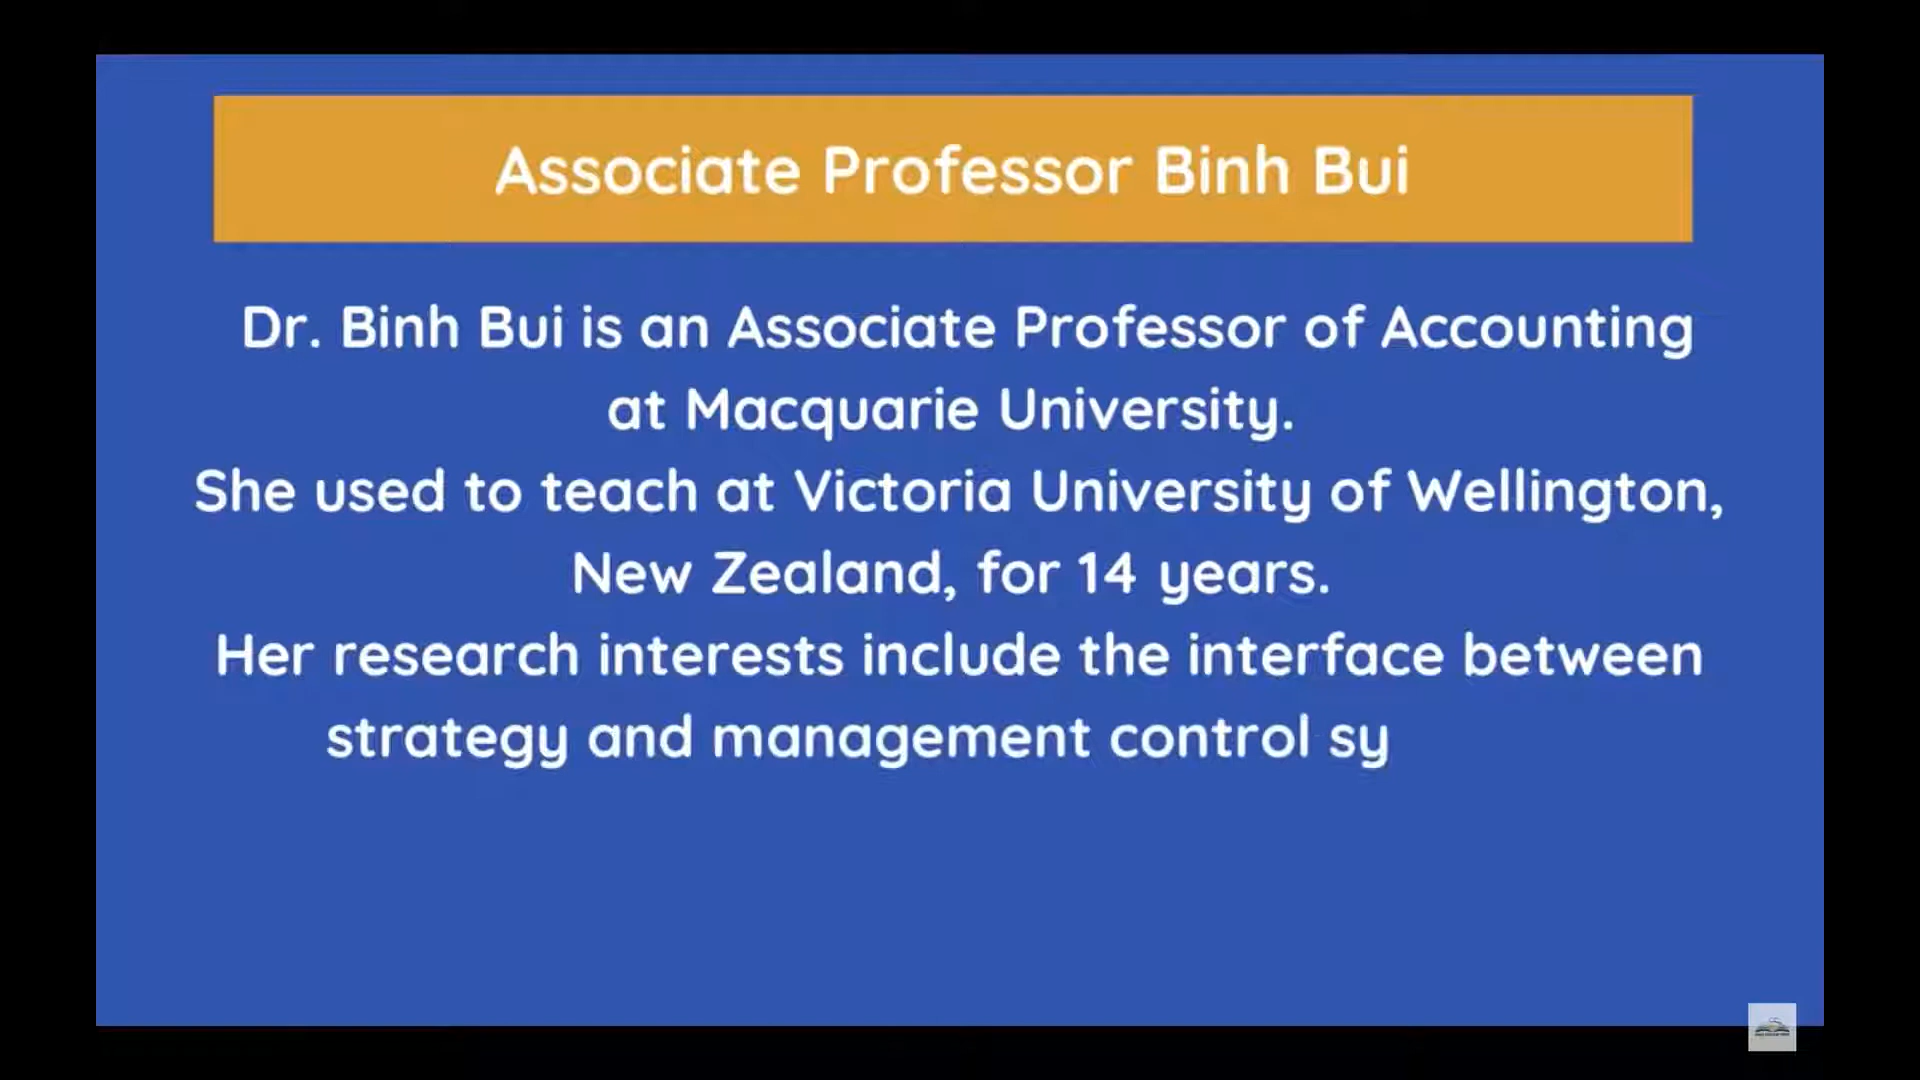 Associate Professor Binh Bui
Dr. Binh Bui is an Associate Professor of Accounting
at Macquarie University.
She used to teach at Victoria University of Wellington,
New Zealand, for 14 years.
Her research interests include the interface between
strategy and management control sy